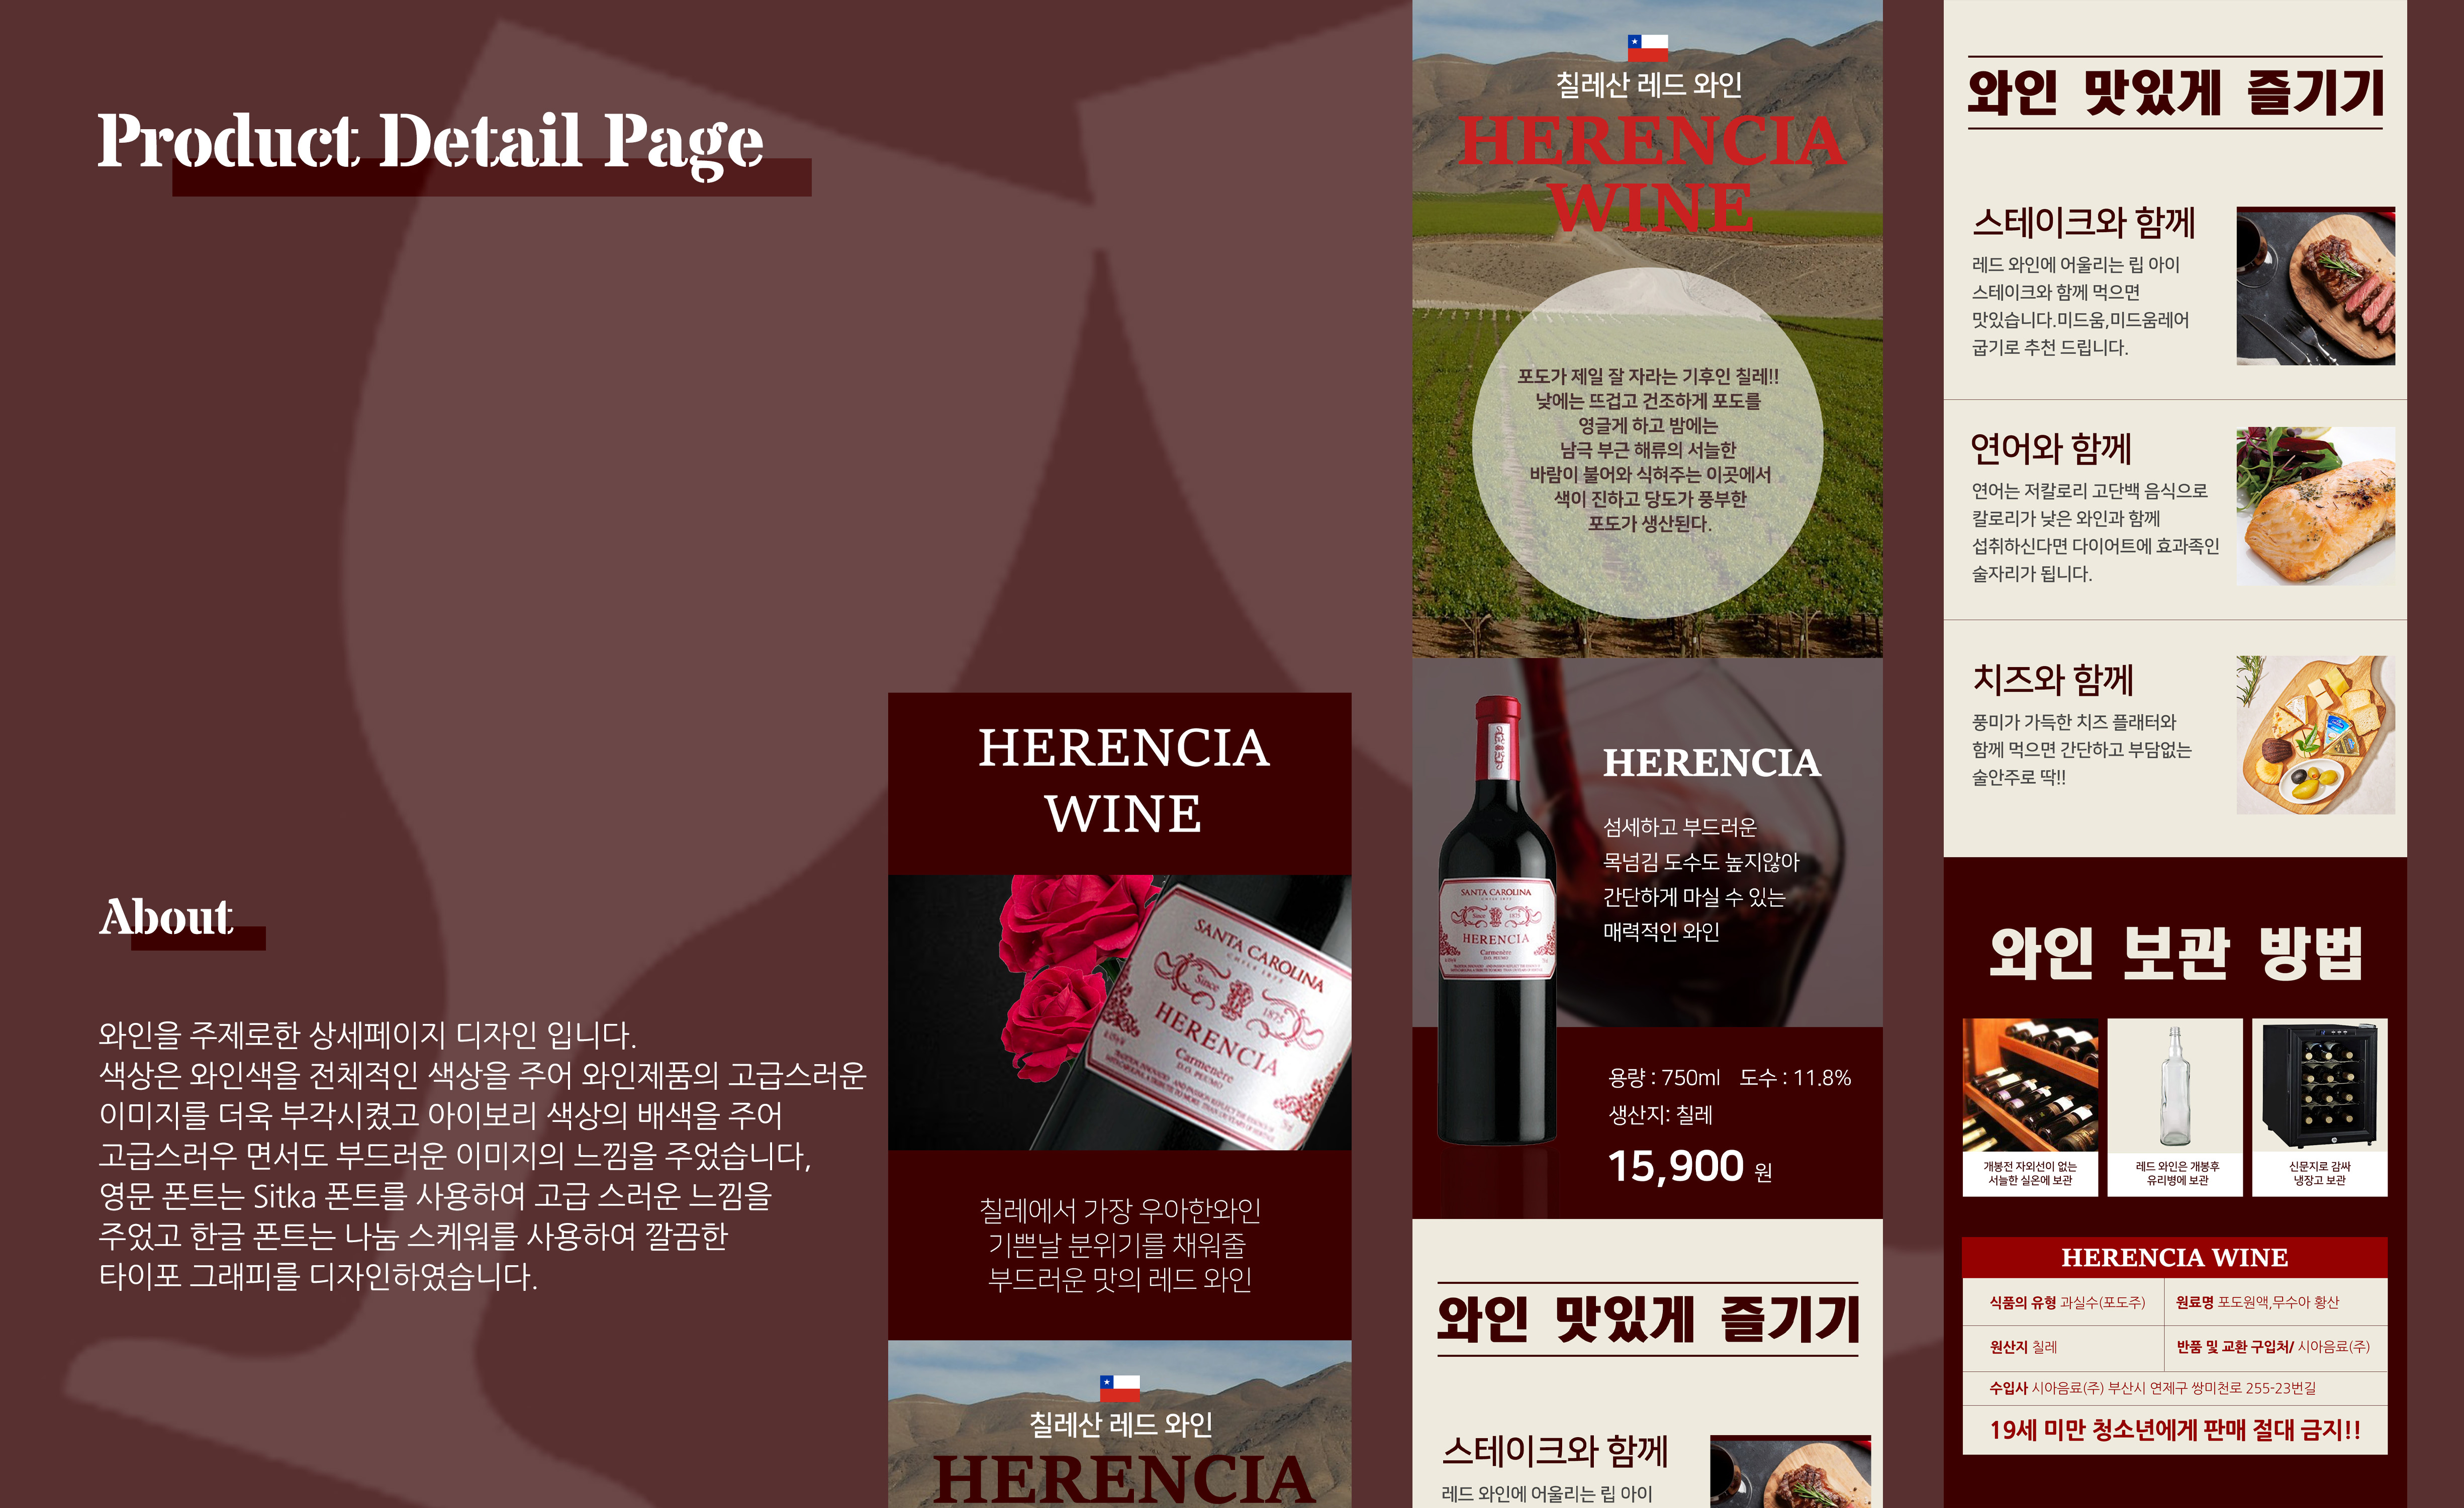 Product Detail Page
About
와인을 주제로한 상세페이지 디자인 입니다.
색상은 와인색을 전체적인 색상을 주어 와인제품의 고급스러운
이미지를 더욱 부각시켰고 아이보리 색상의 배색을 주어
고급스러우 면서도 부드러운 이미지의 느낌을 주었습니다,
영문 폰트는 Sitka 폰트를 사용하여 고급 스러운 느낌을
주었고 한글 폰트는 나눔 스케워를 사용하여 깔끔한
타이포 그래피를 디자인하였습니다.
HERENCIA
WINE
SANTA CAROLINA
CHILE 1875
Since 1875
HERENCIA
Carmenère
D.O. PEUMO
칠레에서 가장 우아한와인
기쁜날 분위기를 채워줄
부드러운 맛의 레드 와인
칠레산 레드 와인
HERENCIA
칠레산 레드 와인
HERENCIA
WINE
포도가 제일 잘 자라는 기후인 칠레!!
낮에는 뜨겁고 건조하게 포도를
영글게 하고 밤에는
남극 부근 해류의 서늘한
바람이 불어와 식혀주는 이곳에서
색이 진하고 당도가 풍부한
포도가 생산된다.
SANTA CAROLINA
CHILE 1875
Since 1875
HERENCIA
Carmenère
D.O. PEUMO
HERENCIA
섬세하고 부드러운
목넘김 도수도 높지않아
간단하게 마실 수 있는
매력적인 와인
용량 : 750ml 도수 : 11.8%
생산지: 칠레
15,900 원
와인 맛있게 즐기기
스테이크와 함께
레드 와인에 어울리는 립 아이
와인 맛있게 즐기기
스테이크와 함께
레드 와인에 어울리는 립 아이
스테이크와 함께 먹으면
맛있습니다.미드움,미드움레어
굽기로 추천 드립니다.
연어와 함께
연어는 저칼로리 고단백 음식으로
칼로리가 낮은 와인과 함께
섭취하신다면 다이어트에 효과족인
술자리가 됩니다.
치즈와 함께
풍미가 가득한 치즈 플래터와
함께 먹으면 간단하고 부담없는
술안주로 딱!!
와인 보관 방법
개봉전 자외선이 없는
서늘한 실온에 보관
레드 와인은 개봉후
유리병에 보관
신문지로 감싸
냉장고 보관
HERENCIA WINE
식품의 유형 과실수(포도주) 원료명 포도원액,무수아 황산
원산지 칠레 반품 및 교환 구입처/ 시아음료(주)
수입사 시아음료(주) 부산시 연제구 쌍미천로 255-23번길
19세 미만 청소년에게 판매 절대 금지!!